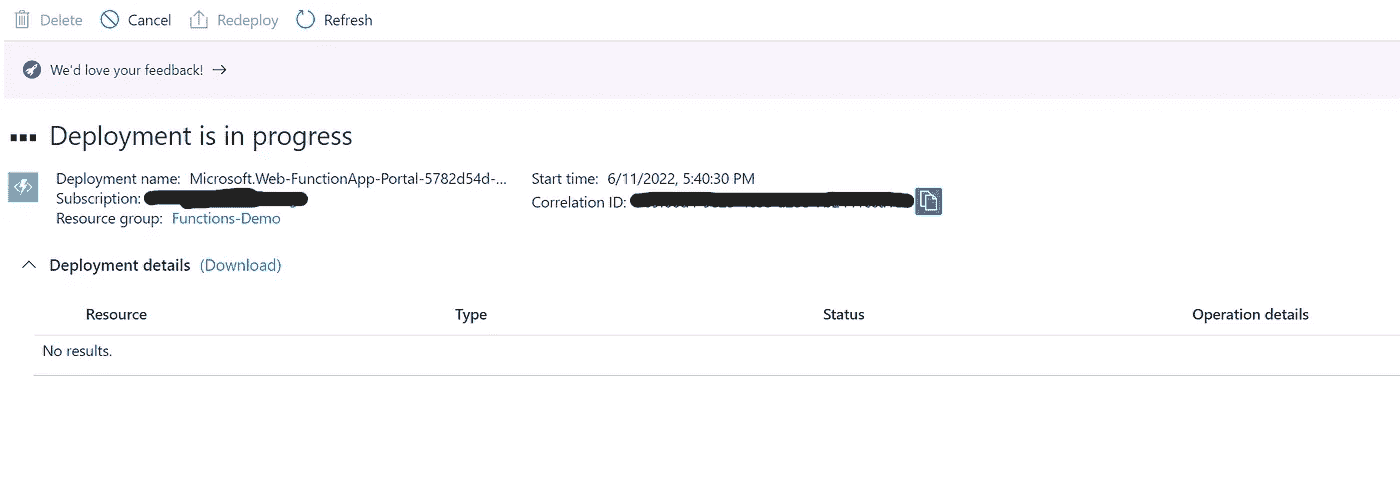 Delete Cancel Redeploy Refresh
We'd love your feedback! →
Deployment is in progress
Deployment name: Microsoft.Web-FunctionApp-Portal-5782d54d-... Start time: 6/11/2022, 5:40:30 PM
Subscription: Correlation ID:
Resource group: Functions-Demo
Deployment details (Download)
Resource Type Status Operation details
No results.